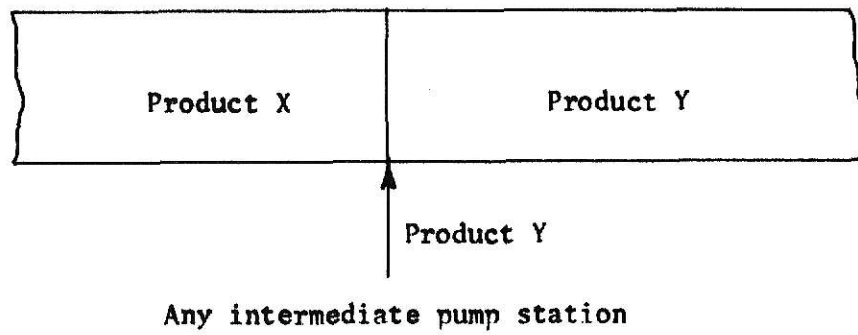 Product X
Product Y
Product Y
Any intermediate pump station